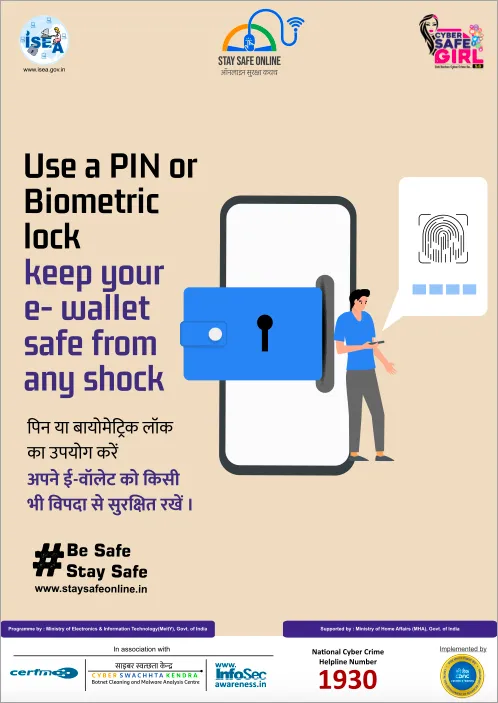 ISEA
www.isea.gov.in
STAY SAFE ONLINE
ऑनलाइन सुरक्षा कवच
CYBER
SAFE
GIRL
Use a PIN or
Biometric
lock
keep your
e- wallet
safe from
any shock
पिन या बायोमेट्रिक लॉक
का उपयोग करें
अपने ई-वॉलेट को किसी
भी विपदा से सुरक्षित रखें ।
#Be Safe
Stay Safe
www.staysafeonline.in
Programme by : Ministry of Electronics & Information Technology(MeitY), Govt. of India
Supported by : Ministry of Home Affairs (MHA), Govt. of India
In association with
certin
साइबर स्वच्छता केन्द्र
CYBER SWACHHTA KENDRA
Botnet Cleaning and Malware Analysis Centre
www.
InfoSec
awareness.in
National Cyber Crime
Helpline Number
1930
Implemented by
सी डैक
CDAC